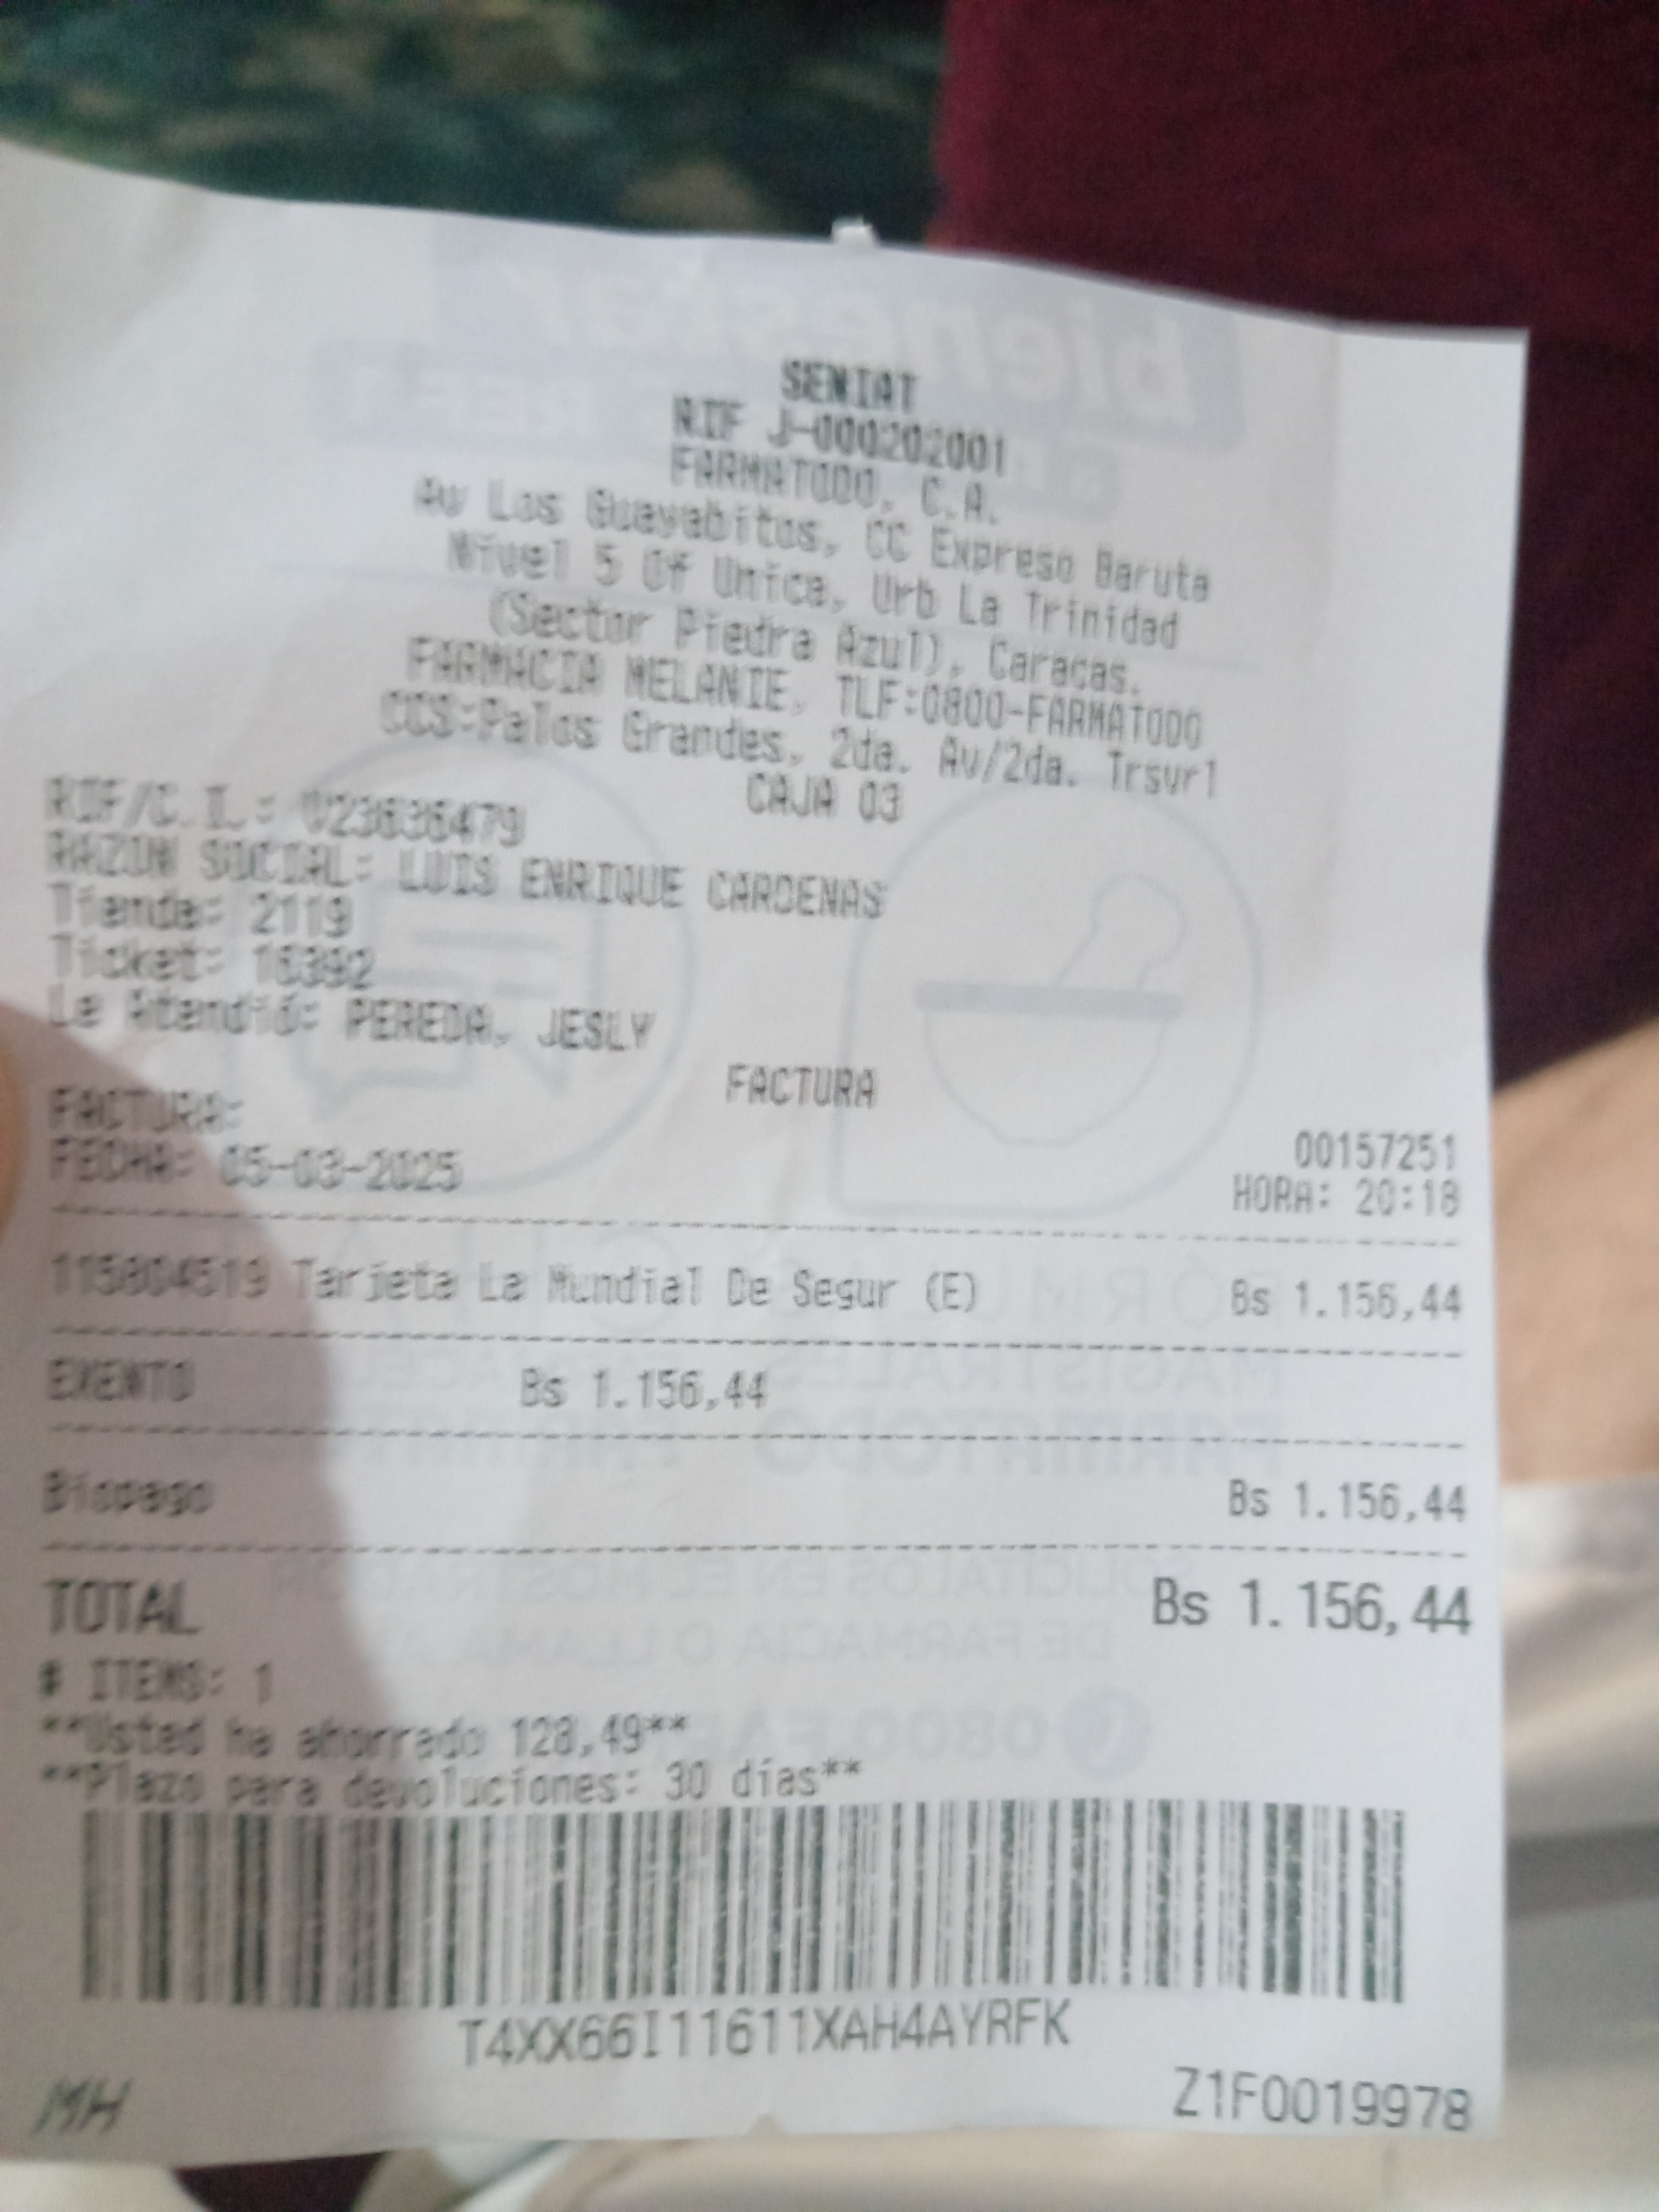 SENIAT
RIF J-000202001
FARMATODO, C.A.
Av Los Guayabitos, CC Expreso Baruta
Nivel 5 Of Unica, Urb La Trinidad
(Sector Piedra Azul), Caracas.
FARMACIA MELANIE, TLF:0800-FARMATODO
CCS:Palos Grandes, 2da. Av/2da. Trsvrl
CAJA 03
RIF/C.I.: V23636479
RAZON SOCIAL: LUIS ENRIQUE CARDENAS
Tienda: 2119
Ticket: 16392
Le Atendió: PEREDA, JESLY
FACTURA
FACTURA: 00157251
FECHA: 05-03-2025 HORA: 20:18
115804519 Tarjeta La Mundial De Segur (E) Bs 1.156,44
EXENTO Bs 1.156,44
Biopago Bs 1.156,44
TOTAL Bs 1.156,44
# ITEMS: 1
**Usted ha ahorrado 128,49**
**Plazo para devoluciones: 30 días**
T4XX66I11611XAH4AYRFK
MH Z1F0019978